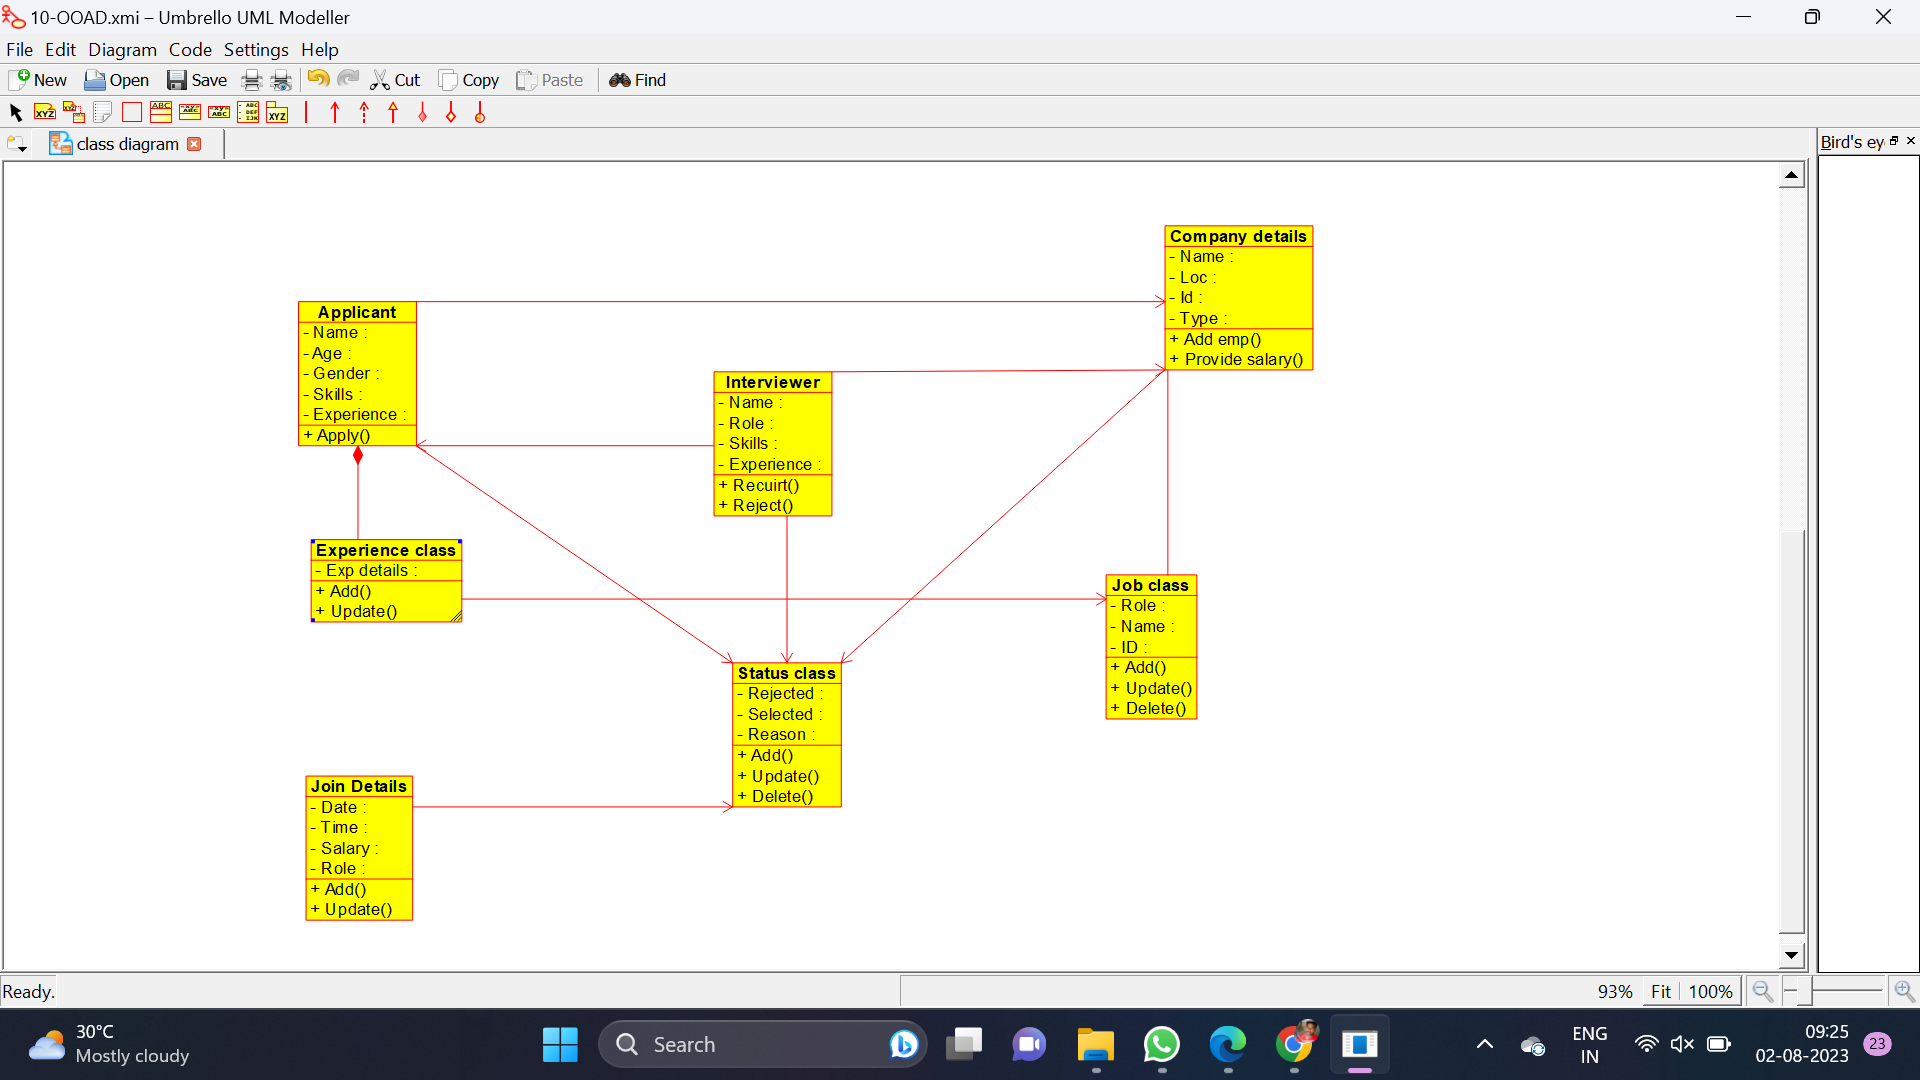 10-OOAD.xmi – Umbrello UML Modeller
File Edit Diagram Code Settings Help
New Open Save Cut Copy Paste Find
class diagram
Bird's ey
Company details
- Name :
- Loc :
- Id :
- Type :
+ Add emp()
+ Provide salary()
Applicant
- Name :
- Age :
- Gender :
- Skills :
- Experience :
+ Apply()
Interviewer
- Name :
- Role :
- Skills :
- Experience :
+ Recuirt()
+ Reject()
Experience class
- Exp details :
+ Add()
+ Update()
Job class
- Role :
- Name :
- ID :
+ Add()
+ Update()
+ Delete()
Status class
- Rejected :
- Selected :
- Reason :
+ Add()
+ Update()
+ Delete()
Join Details
- Date :
- Time :
- Salary :
- Role :
+ Add()
+ Update()
Ready.
93% Fit 100%
30°C
Mostly cloudy
Search
ENG
IN
09:25
02-08-2023
23